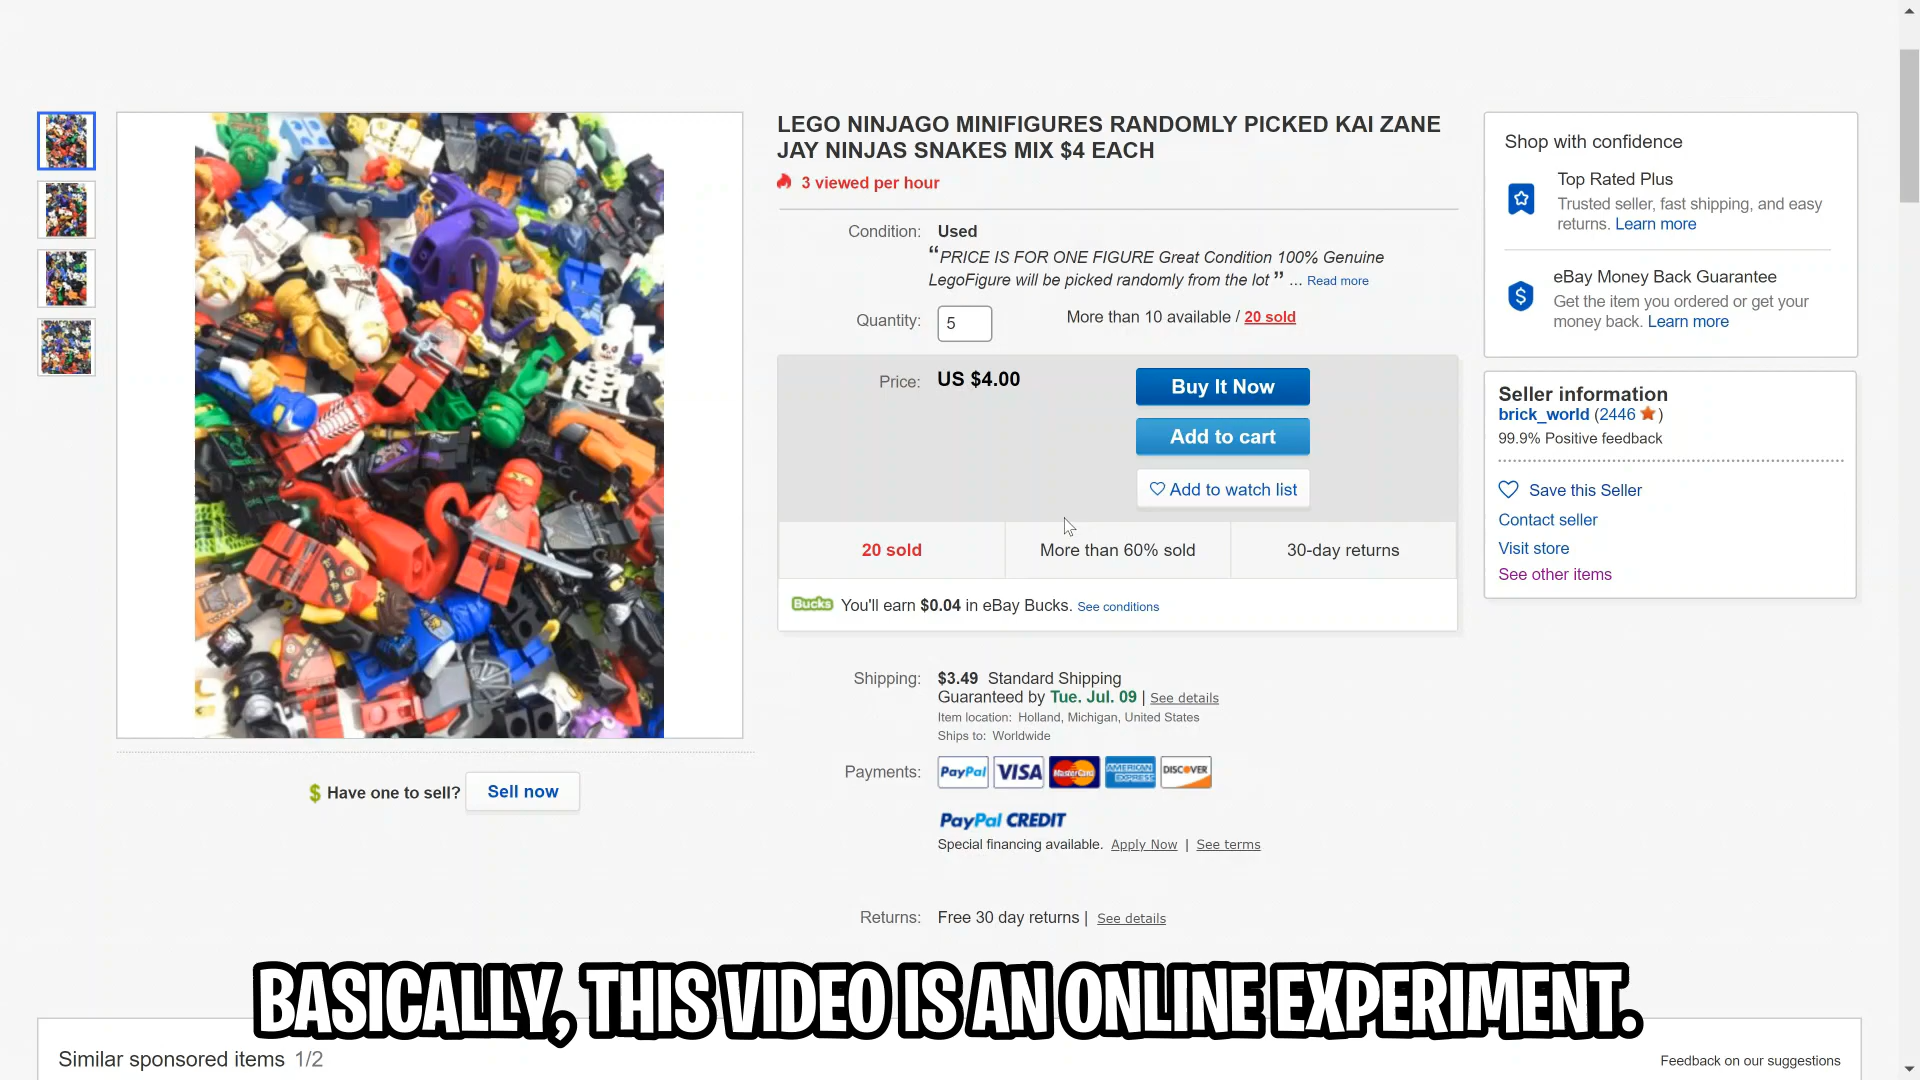 LEGO NINJAGO MINIFIGURES RANDOMLY PICKED KAI ZANE
JAY NINJAS SNAKES MIX $4 EACH
3 viewed per hour
Condition: Used
“PRICE IS FOR ONE FIGURE Great Condition 100% Genuine
LegoFigure will be picked randomly from the lot ” ... Read more
Quantity: 5 More than 10 available / 20 sold
Price: US $4.00
Buy It Now
Add to cart
Add to watch list
20 sold More than 60% sold 30-day returns
Bucks You'll earn $0.04 in eBay Bucks. See conditions
Shipping: $3.49 Standard Shipping
Guaranteed by Tue. Jul. 09 | See details
Item location: Holland, Michigan, United States
Ships to: Worldwide
Payments: PayPal VISA MasterCard AMERICAN EXPRESS DISCOVER
PayPal CREDIT
Special financing available. Apply Now | See terms
Returns: Free 30 day returns | See details
Have one to sell? Sell now
Shop with confidence
Top Rated Plus
Trusted seller, fast shipping, and easy
returns. Learn more
eBay Money Back Guarantee
Get the item you ordered or get your
money back. Learn more
Seller information
brick_world (2446 )
99.9% Positive feedback
Save this Seller
Contact seller
Visit store
See other items
BASICALLY, THIS VIDEO IS AN ONLINE EXPERIMENT.
Similar sponsored items 1/2
Feedback on our suggestions